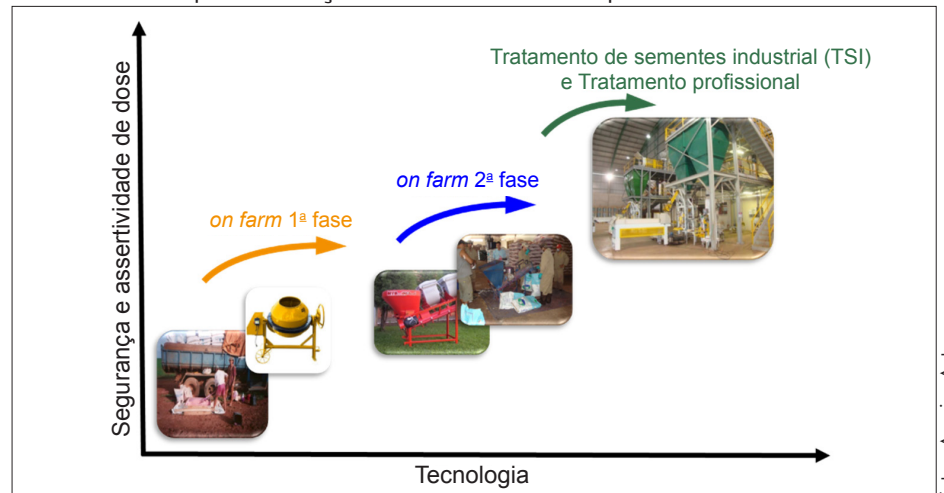 Tratamento de sementes industrial (TSI)
e Tratamento profissional
on farm 2ª fase
on farm 1ª fase
Segurança e assertividade de dose
Tecnologia